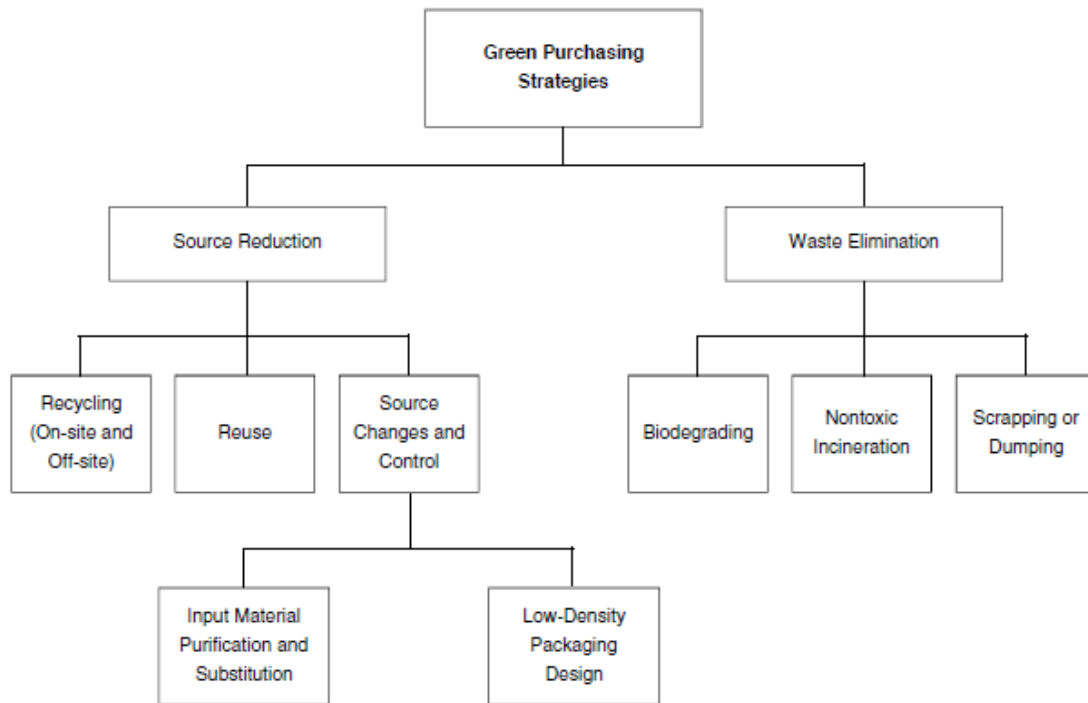 Green Purchasing
Strategies
Source Reduction
Waste Elimination
Recycling
(On-site and
Off-site)
Reuse
Source
Changes and
Control
Biodegrading
Nontoxic
Incineration
Scrapping or
Dumping
Input Material
Purification and
Substitution
Low-Density
Packaging
Design